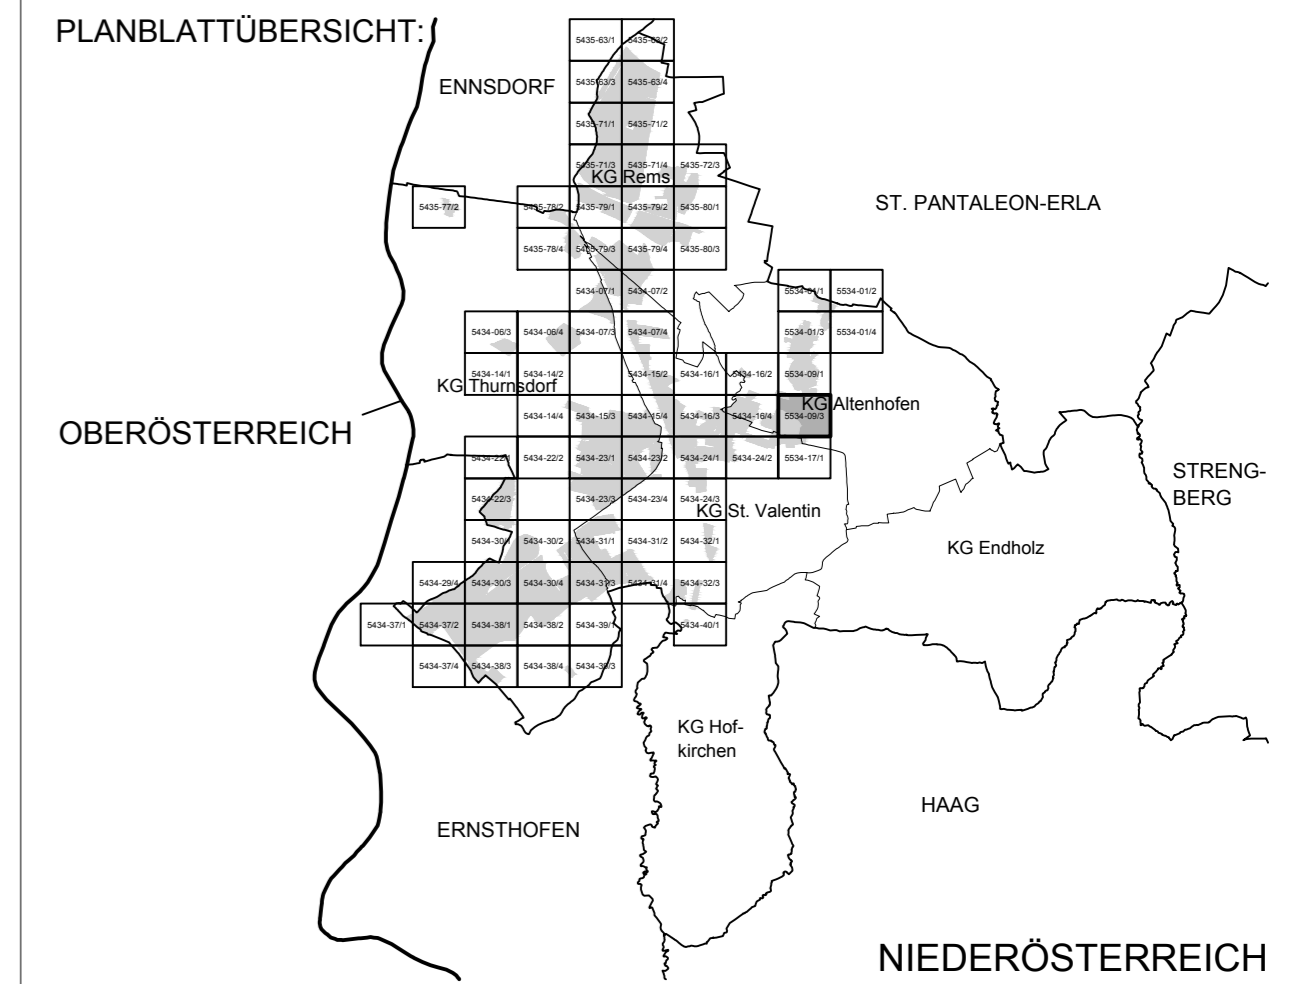 PLANBLATTÜBERSICHT:
5435-63/1 5435-63/2
ENNSDORF
5435-63/3 5435-63/4
5435-71/1 5435-71/2
5435-71/3 5435-71/4 5435-72/3
KG Rems
ST. PANTALEON-ERLA
5435-77/2 5435-78/2 5435-79/1 5435-79/2 5435-80/1
5435-78/4 5435-79/3 5435-79/4 5435-80/3
5434-07/1 5434-07/2 5534-01/1 5534-01/2
5434-06/3 5434-06/4 5434-07/3 5434-07/4 5534-01/3 5534-01/4
5434-14/1 5434-14/2 5434-15/2 5434-16/1 5434-16/2 5534-09/1
KG Thurnsdorf
KG Altenhofen
5434-14/4 5434-15/3 5434-15/4 5434-16/3 5434-16/4 5534-09/3
OBERÖSTERREICH
5434-22/1 5434-22/2 5434-23/1 5434-23/2 5434-24/1 5434-24/2 5534-17/1
STRENG-
BERG
5434-22/3 5434-23/3 5434-23/4 5434-24/3
KG St. Valentin
5434-30/1 5434-30/2 5434-31/1 5434-31/2 5434-32/1
KG Endholz
5434-29/4 5434-30/3 5434-30/4 5434-31/3 5434-31/4 5434-32/3
5434-37/1 5434-37/2 5434-38/1 5434-38/2 5434-39/1 5434-40/1
5434-37/4 5434-38/3 5434-38/4 5434-39/3
KG Hof-
kirchen
HAAG
ERNSTHOFEN
NIEDERÖSTERREICH